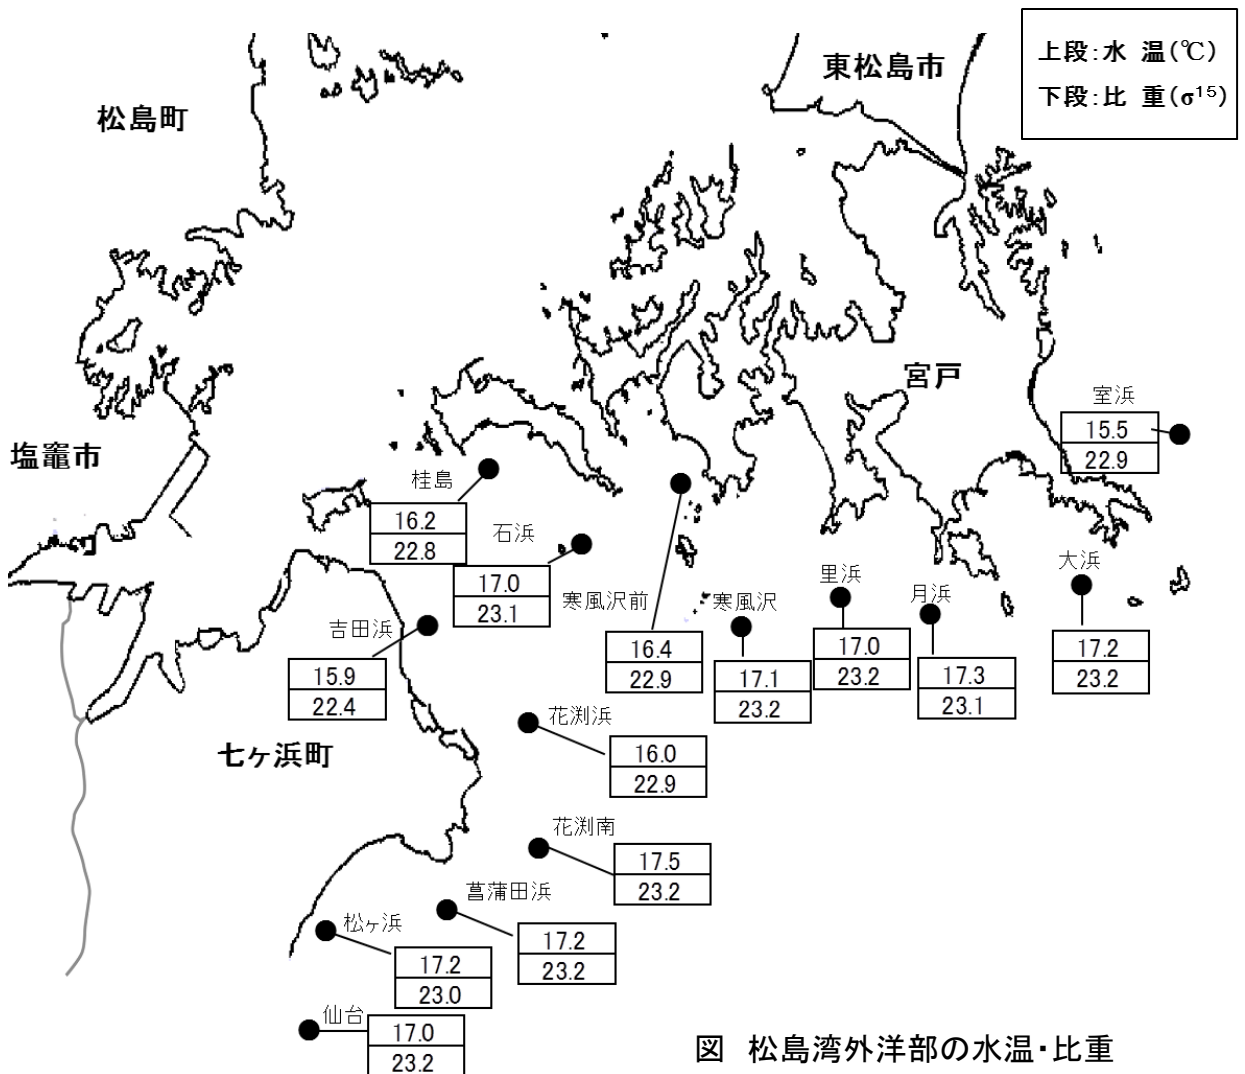 上段:水 温(℃)
下段:比 重(σ15)
東松島市
松島町
宮戸
室浜
15.5
22.9
塩竈市
桂島
16.2
22.8
石浜
17.0
23.1
寒風沢前
16.4
22.9
寒風沢
17.1
23.2
里浜
17.0
23.2
月浜
17.3
23.1
大浜
17.2
23.2
吉田浜
15.9
22.4
七ヶ浜町
花渕浜
16.0
22.9
花渕南
17.5
23.2
菖蒲田浜
17.2
23.2
松ヶ浜
17.2
23.0
仙台
17.0
23.2
図 松島湾外洋部の水温・比重